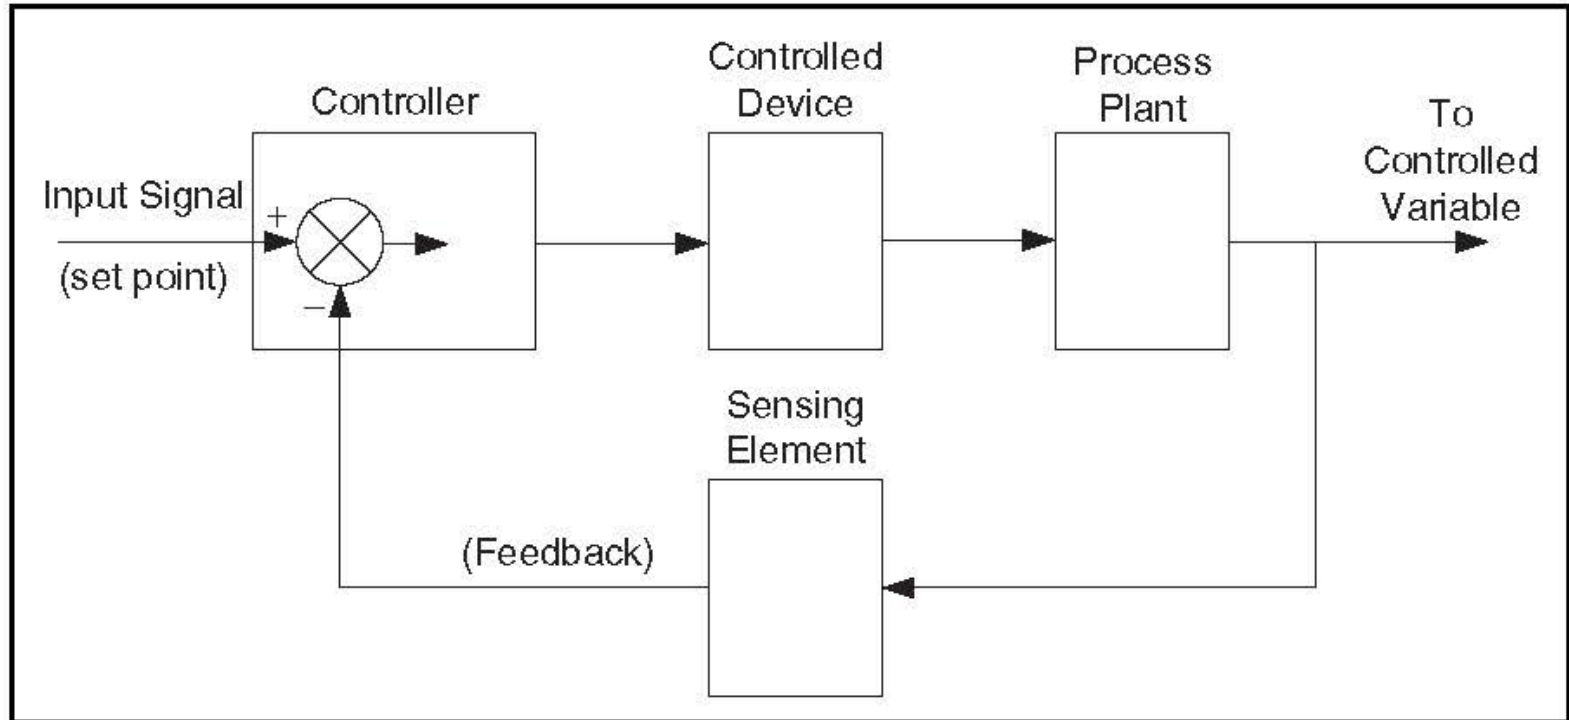 Controller
Controlled
Device
Process
Plant
To
Controlled
Variable
Input Signal
+
(set point)
−
Sensing
Element
(Feedback)